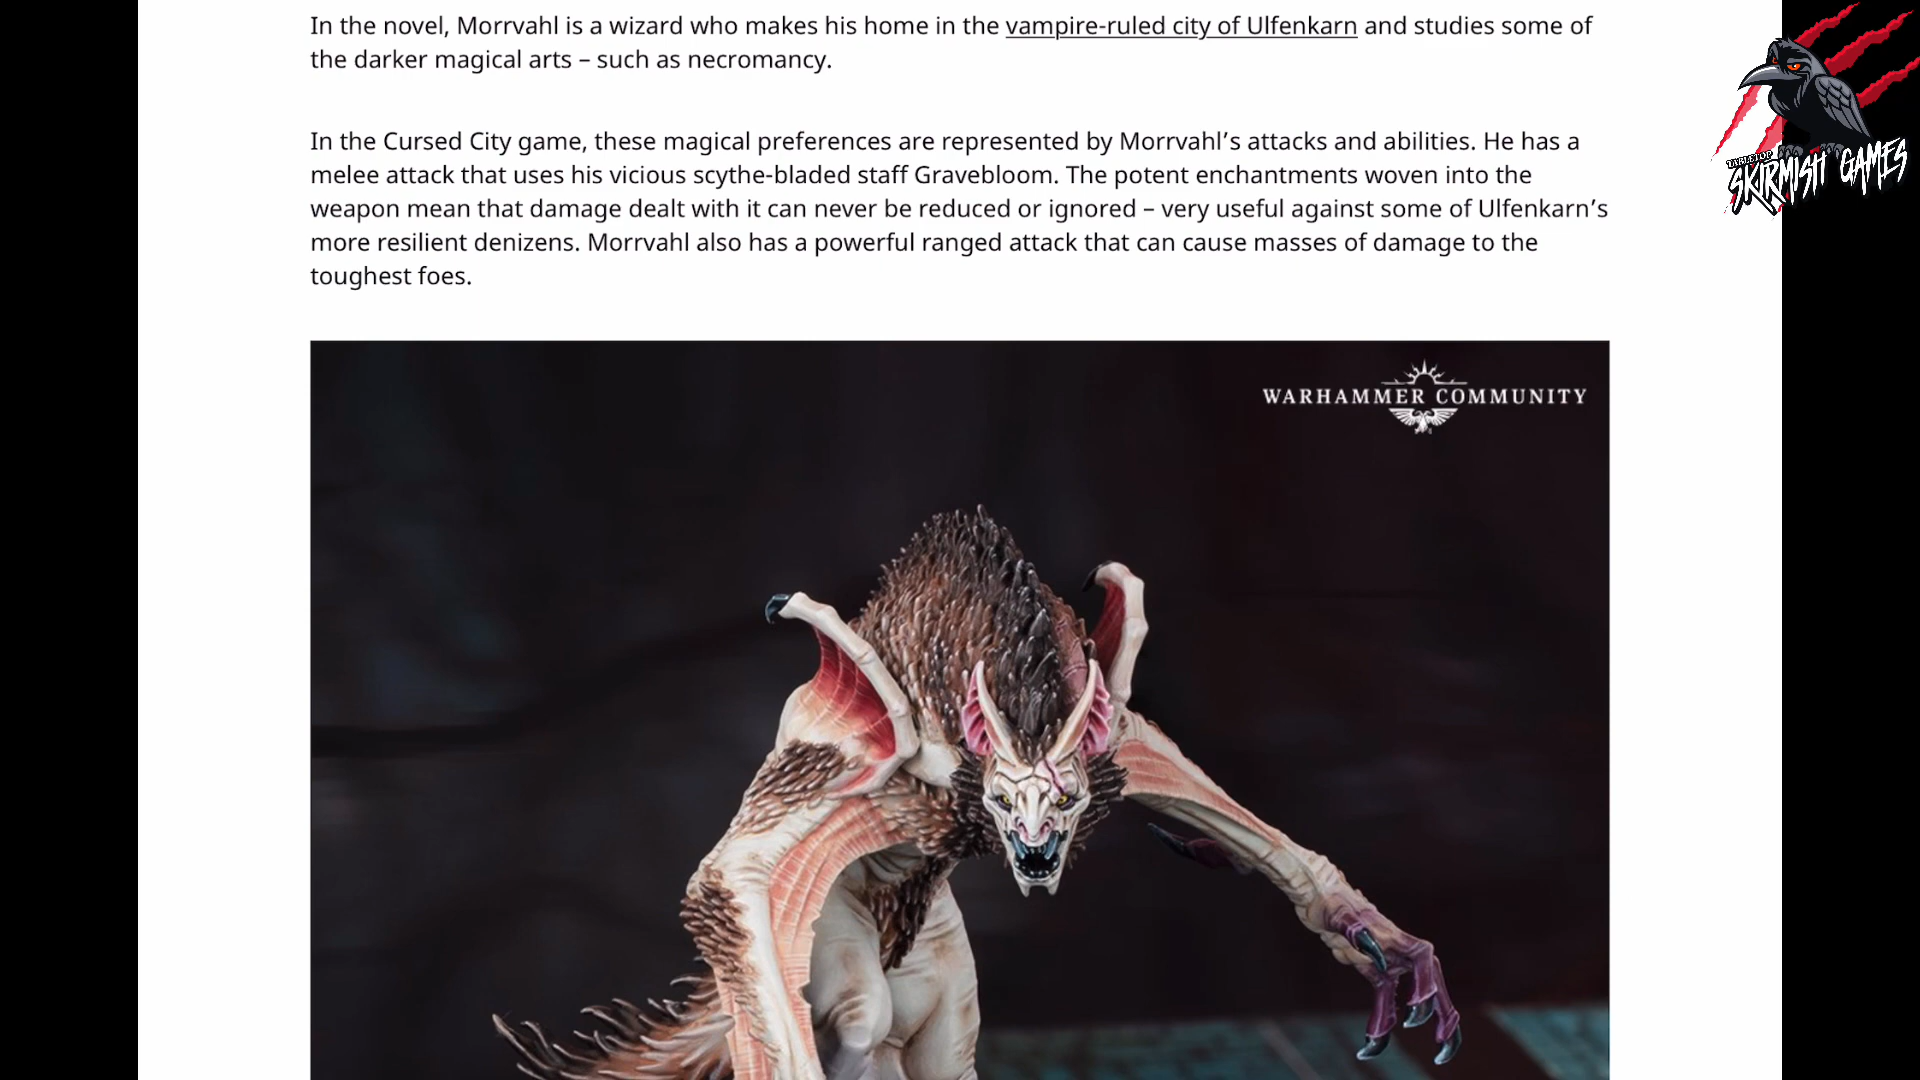 In the novel, Morrvahl is a wizard who makes his home in the vampire-ruled city of Ulfenkarn and studies some of
the darker magical arts – such as necromancy.
In the Cursed City game, these magical preferences are represented by Morrvahl’s attacks and abilities. He has a
melee attack that uses his vicious scythe-bladed staff Gravebloom. The potent enchantments woven into the
weapon mean that damage dealt with it can never be reduced or ignored – very useful against some of Ulfenkarn’s
more resilient denizens. Morrvahl also has a powerful ranged attack that can cause masses of damage to the
toughest foes.
TABLETOP
SKIRMISH GAMES
WARHAMMER COMMUNITY